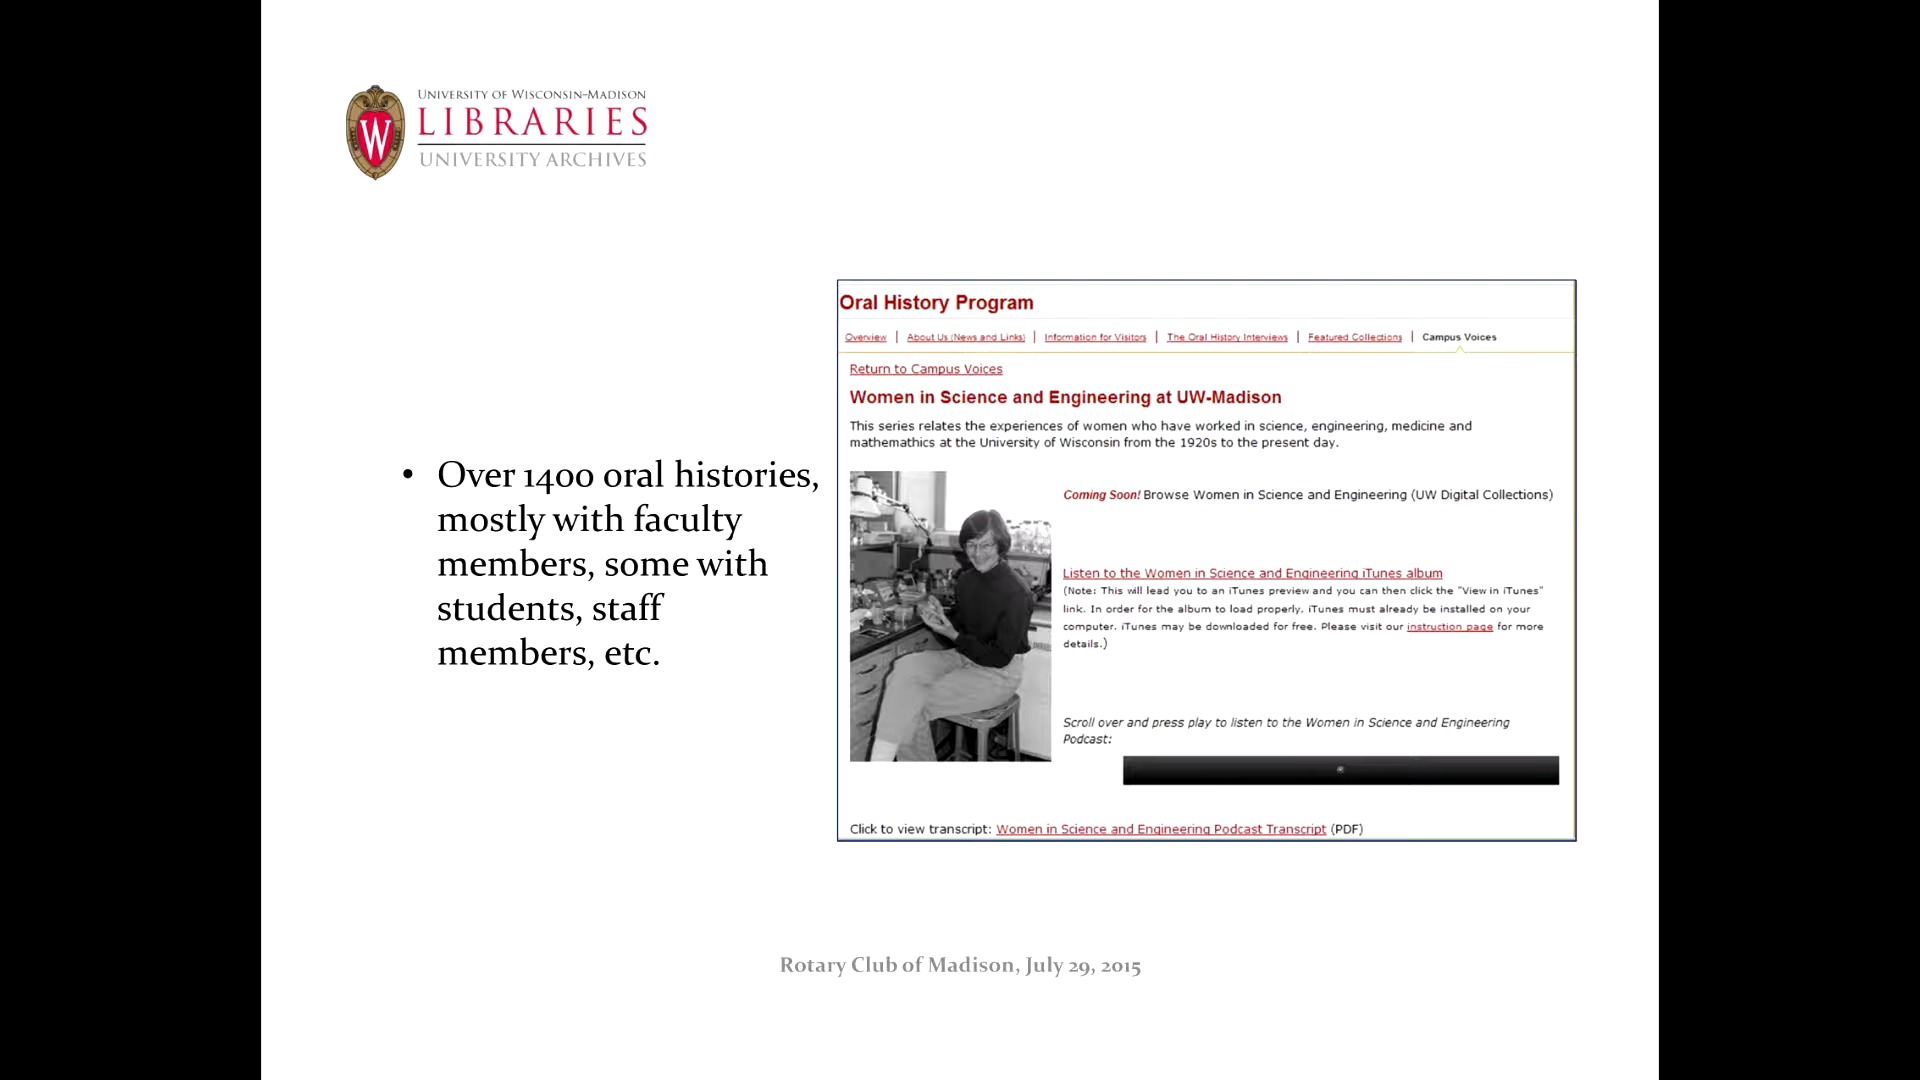 University of Wisconsin–Madison
LIBRARIES
UNIVERSITY ARCHIVES
• Over 1400 oral histories,
mostly with faculty
members, some with
students, staff
members, etc.
Oral History Program
Overview | About Us (News and Links) | Information for Visitors | The Oral History Interviews | Featured Collections | Campus Voices
Return to Campus Voices
Women in Science and Engineering at UW-Madison
This series relates the experiences of women who have worked in science, engineering, medicine and
mathemathics at the University of Wisconsin from the 1920s to the present day.
Coming Soon! Browse Women in Science and Engineering (UW Digital Collections)
Listen to the Women in Science and Engineering iTunes album
(Note: This will lead you to an iTunes preview and you can then click the "View in iTunes"
link. In order for the album to load properly, iTunes must already be installed on your
computer. iTunes may be downloaded for free. Please visit our instruction page for more
details.)
Scroll over and press play to listen to the Women in Science and Engineering
Podcast:
Click to view transcript: Women in Science and Engineering Podcast Transcript (PDF)
Rotary Club of Madison, July 29, 2015